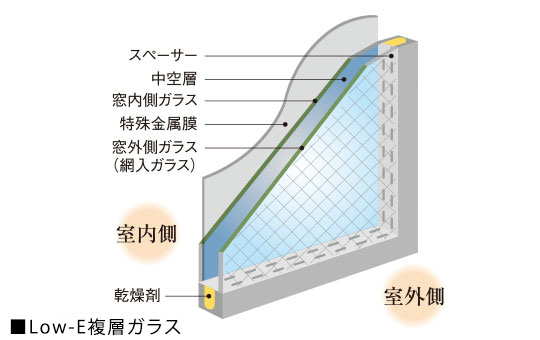 スペーサー
中空層
窓内側ガラス
特殊金属膜
窓外側ガラス
（網入ガラス）
室内側
乾燥剤
室外側
■Low-E複層ガラス